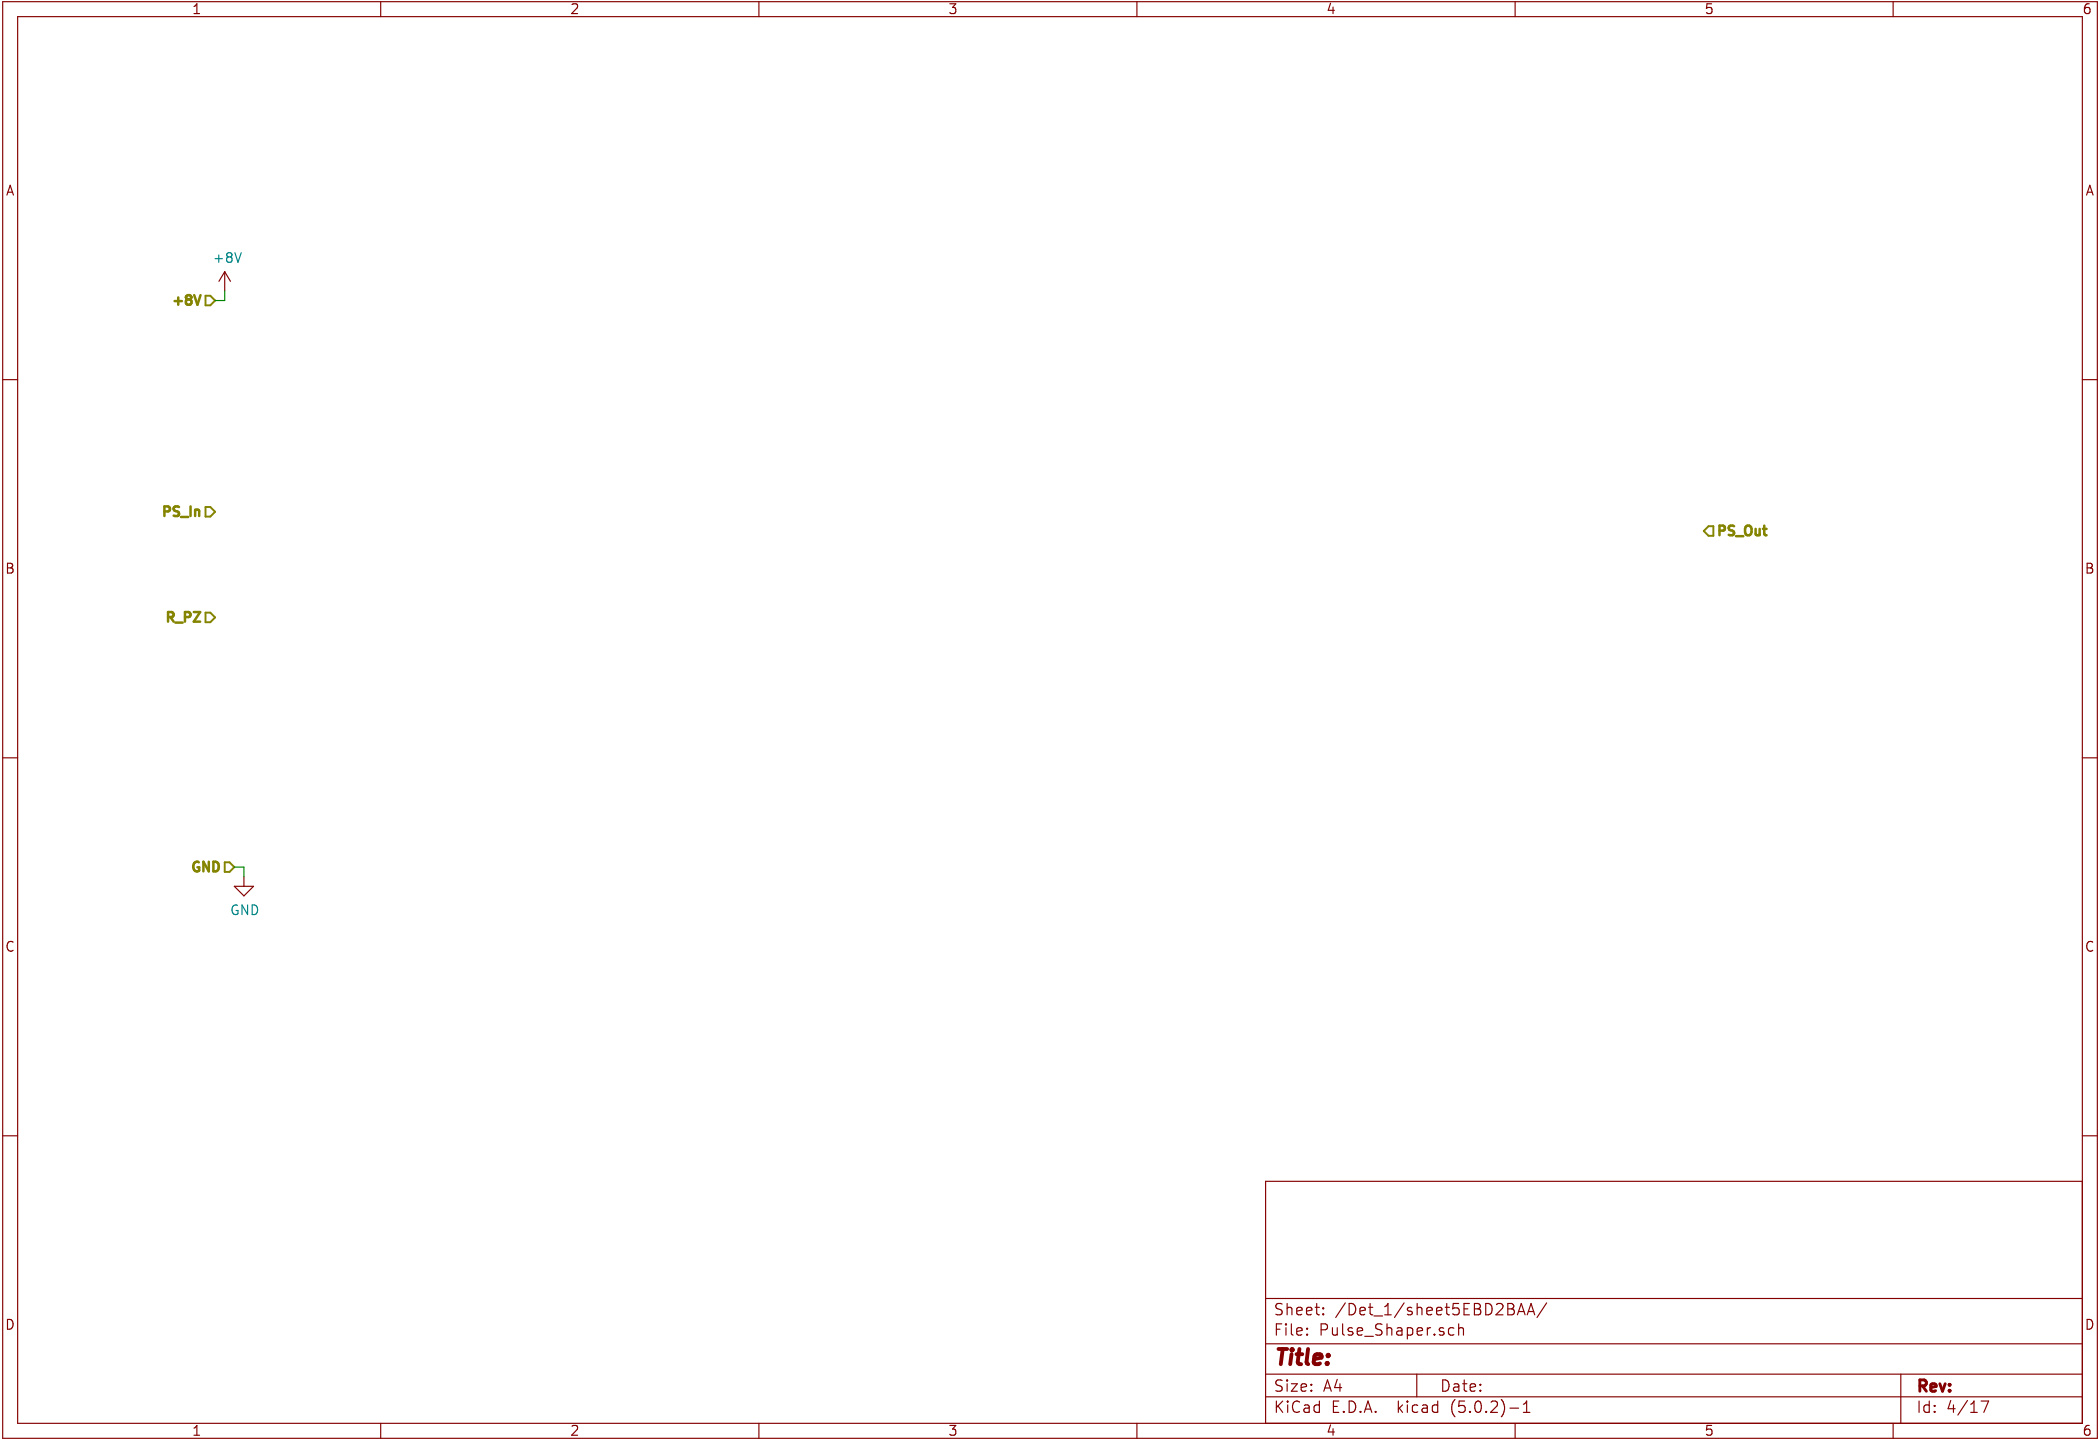 1 2 3 4 5 6
A A
+8V
+8V
PS_In
PS_Out
B B
R_PZ
GND
GND
C C
Sheet: /Det_1/sheet5EBD2BAA/
File: Pulse_Shaper.sch
D D
Title:
Size: A4 Date: Rev:
KiCad E.D.A. kicad (5.0.2)-1 Id: 4/17
1 2 3 4 5 6